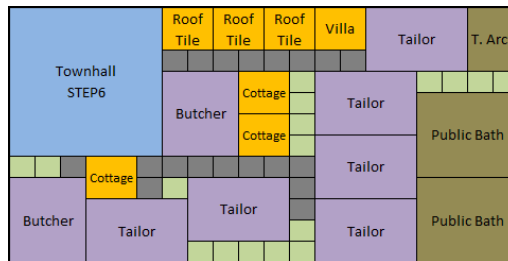 Townhall
STEP6
Roof
Tile
Roof
Tile
Roof
Tile
Villa
Tailor
T. Arc
Butcher
Cottage
Cottage
Tailor
Public Bath
Tailor
Cottage
Butcher
Tailor
Tailor
Tailor
Public Bath